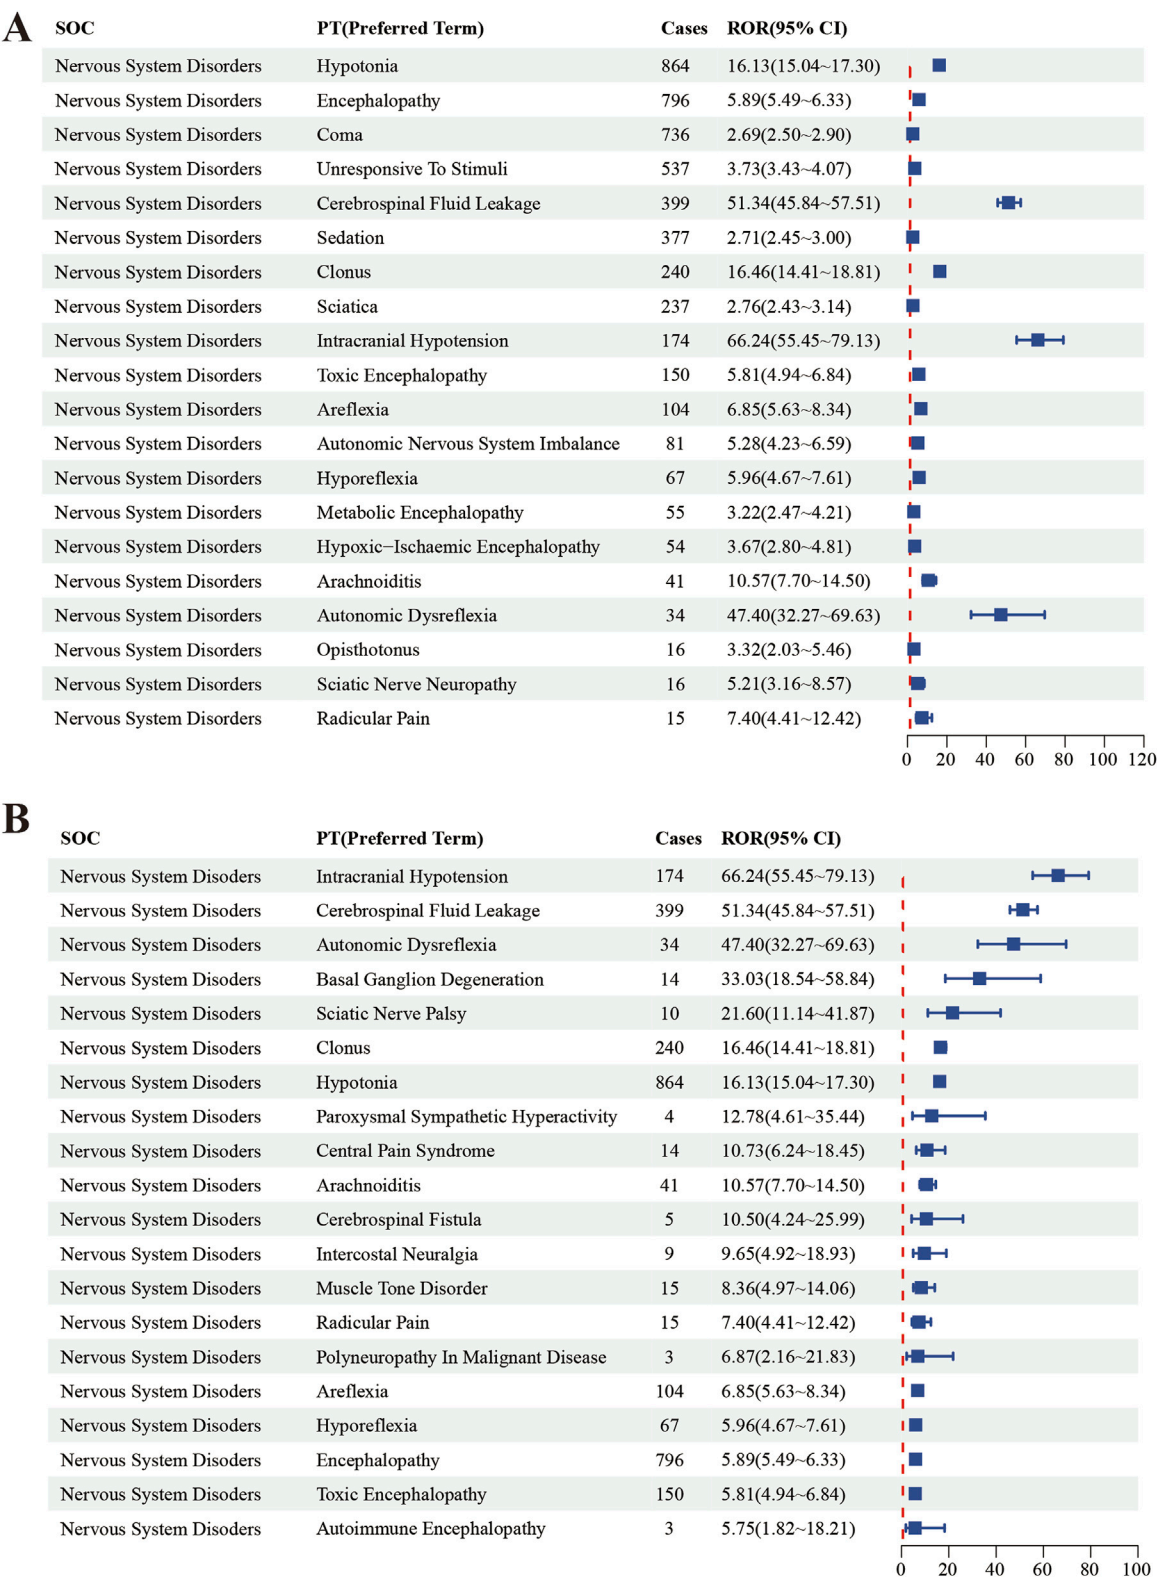 A
SOC PT(Preferred Term) Cases ROR(95% CI)
Nervous System Disorders Hypotonia 864 16.13(15.04~17.30)
Nervous System Disorders Encephalopathy 796 5.89(5.49~6.33)
Nervous System Disorders Coma 736 2.69(2.50~2.90)
Nervous System Disorders Unresponsive To Stimuli 537 3.73(3.43~4.07)
Nervous System Disorders Cerebrospinal Fluid Leakage 399 51.34(45.84~57.51)
Nervous System Disorders Sedation 377 2.71(2.45~3.00)
Nervous System Disorders Clonus 240 16.46(14.41~18.81)
Nervous System Disorders Sciatica 237 2.76(2.43~3.14)
Nervous System Disorders Intracranial Hypotension 174 66.24(55.45~79.13)
Nervous System Disorders Toxic Encephalopathy 150 5.81(4.94~6.84)
Nervous System Disorders Areflexia 104 6.85(5.63~8.34)
Nervous System Disorders Autonomic Nervous System Imbalance 81 5.28(4.23~6.59)
Nervous System Disorders Hyporeflexia 67 5.96(4.67~7.61)
Nervous System Disorders Metabolic Encephalopathy 55 3.22(2.47~4.21)
Nervous System Disorders Hypoxic−Ischaemic Encephalopathy 54 3.67(2.80~4.81)
Nervous System Disorders Arachnoiditis 41 10.57(7.70~14.50)
Nervous System Disorders Autonomic Dysreflexia 34 47.40(32.27~69.63)
Nervous System Disorders Opisthotonus 16 3.32(2.03~5.46)
Nervous System Disorders Sciatic Nerve Neuropathy 16 5.21(3.16~8.57)
Nervous System Disorders Radicular Pain 15 7.40(4.41~12.42)
0 20 40 60 80 100 120
B
SOC PT(Preferred Term) Cases ROR(95% CI)
Nervous System Disoders Intracranial Hypotension 174 66.24(55.45~79.13)
Nervous System Disoders Cerebrospinal Fluid Leakage 399 51.34(45.84~57.51)
Nervous System Disoders Autonomic Dysreflexia 34 47.40(32.27~69.63)
Nervous System Disoders Basal Ganglion Degeneration 14 33.03(18.54~58.84)
Nervous System Disoders Sciatic Nerve Palsy 10 21.60(11.14~41.87)
Nervous System Disoders Clonus 240 16.46(14.41~18.81)
Nervous System Disoders Hypotonia 864 16.13(15.04~17.30)
Nervous System Disoders Paroxysmal Sympathetic Hyperactivity 4 12.78(4.61~35.44)
Nervous System Disoders Central Pain Syndrome 14 10.73(6.24~18.45)
Nervous System Disoders Arachnoiditis 41 10.57(7.70~14.50)
Nervous System Disoders Cerebrospinal Fistula 5 10.50(4.24~25.99)
Nervous System Disoders Intercostal Neuralgia 9 9.65(4.92~18.93)
Nervous System Disoders Muscle Tone Disorder 15 8.36(4.97~14.06)
Nervous System Disoders Radicular Pain 15 7.40(4.41~12.42)
Nervous System Disoders Polyneuropathy In Malignant Disease 3 6.87(2.16~21.83)
Nervous System Disoders Areflexia 104 6.85(5.63~8.34)
Nervous System Disoders Hyporeflexia 67 5.96(4.67~7.61)
Nervous System Disoders Encephalopathy 796 5.89(5.49~6.33)
Nervous System Disoders Toxic Encephalopathy 150 5.81(4.94~6.84)
Nervous System Disoders Autoimmune Encephalopathy 3 5.75(1.82~18.21)
0 20 40 60 80 100